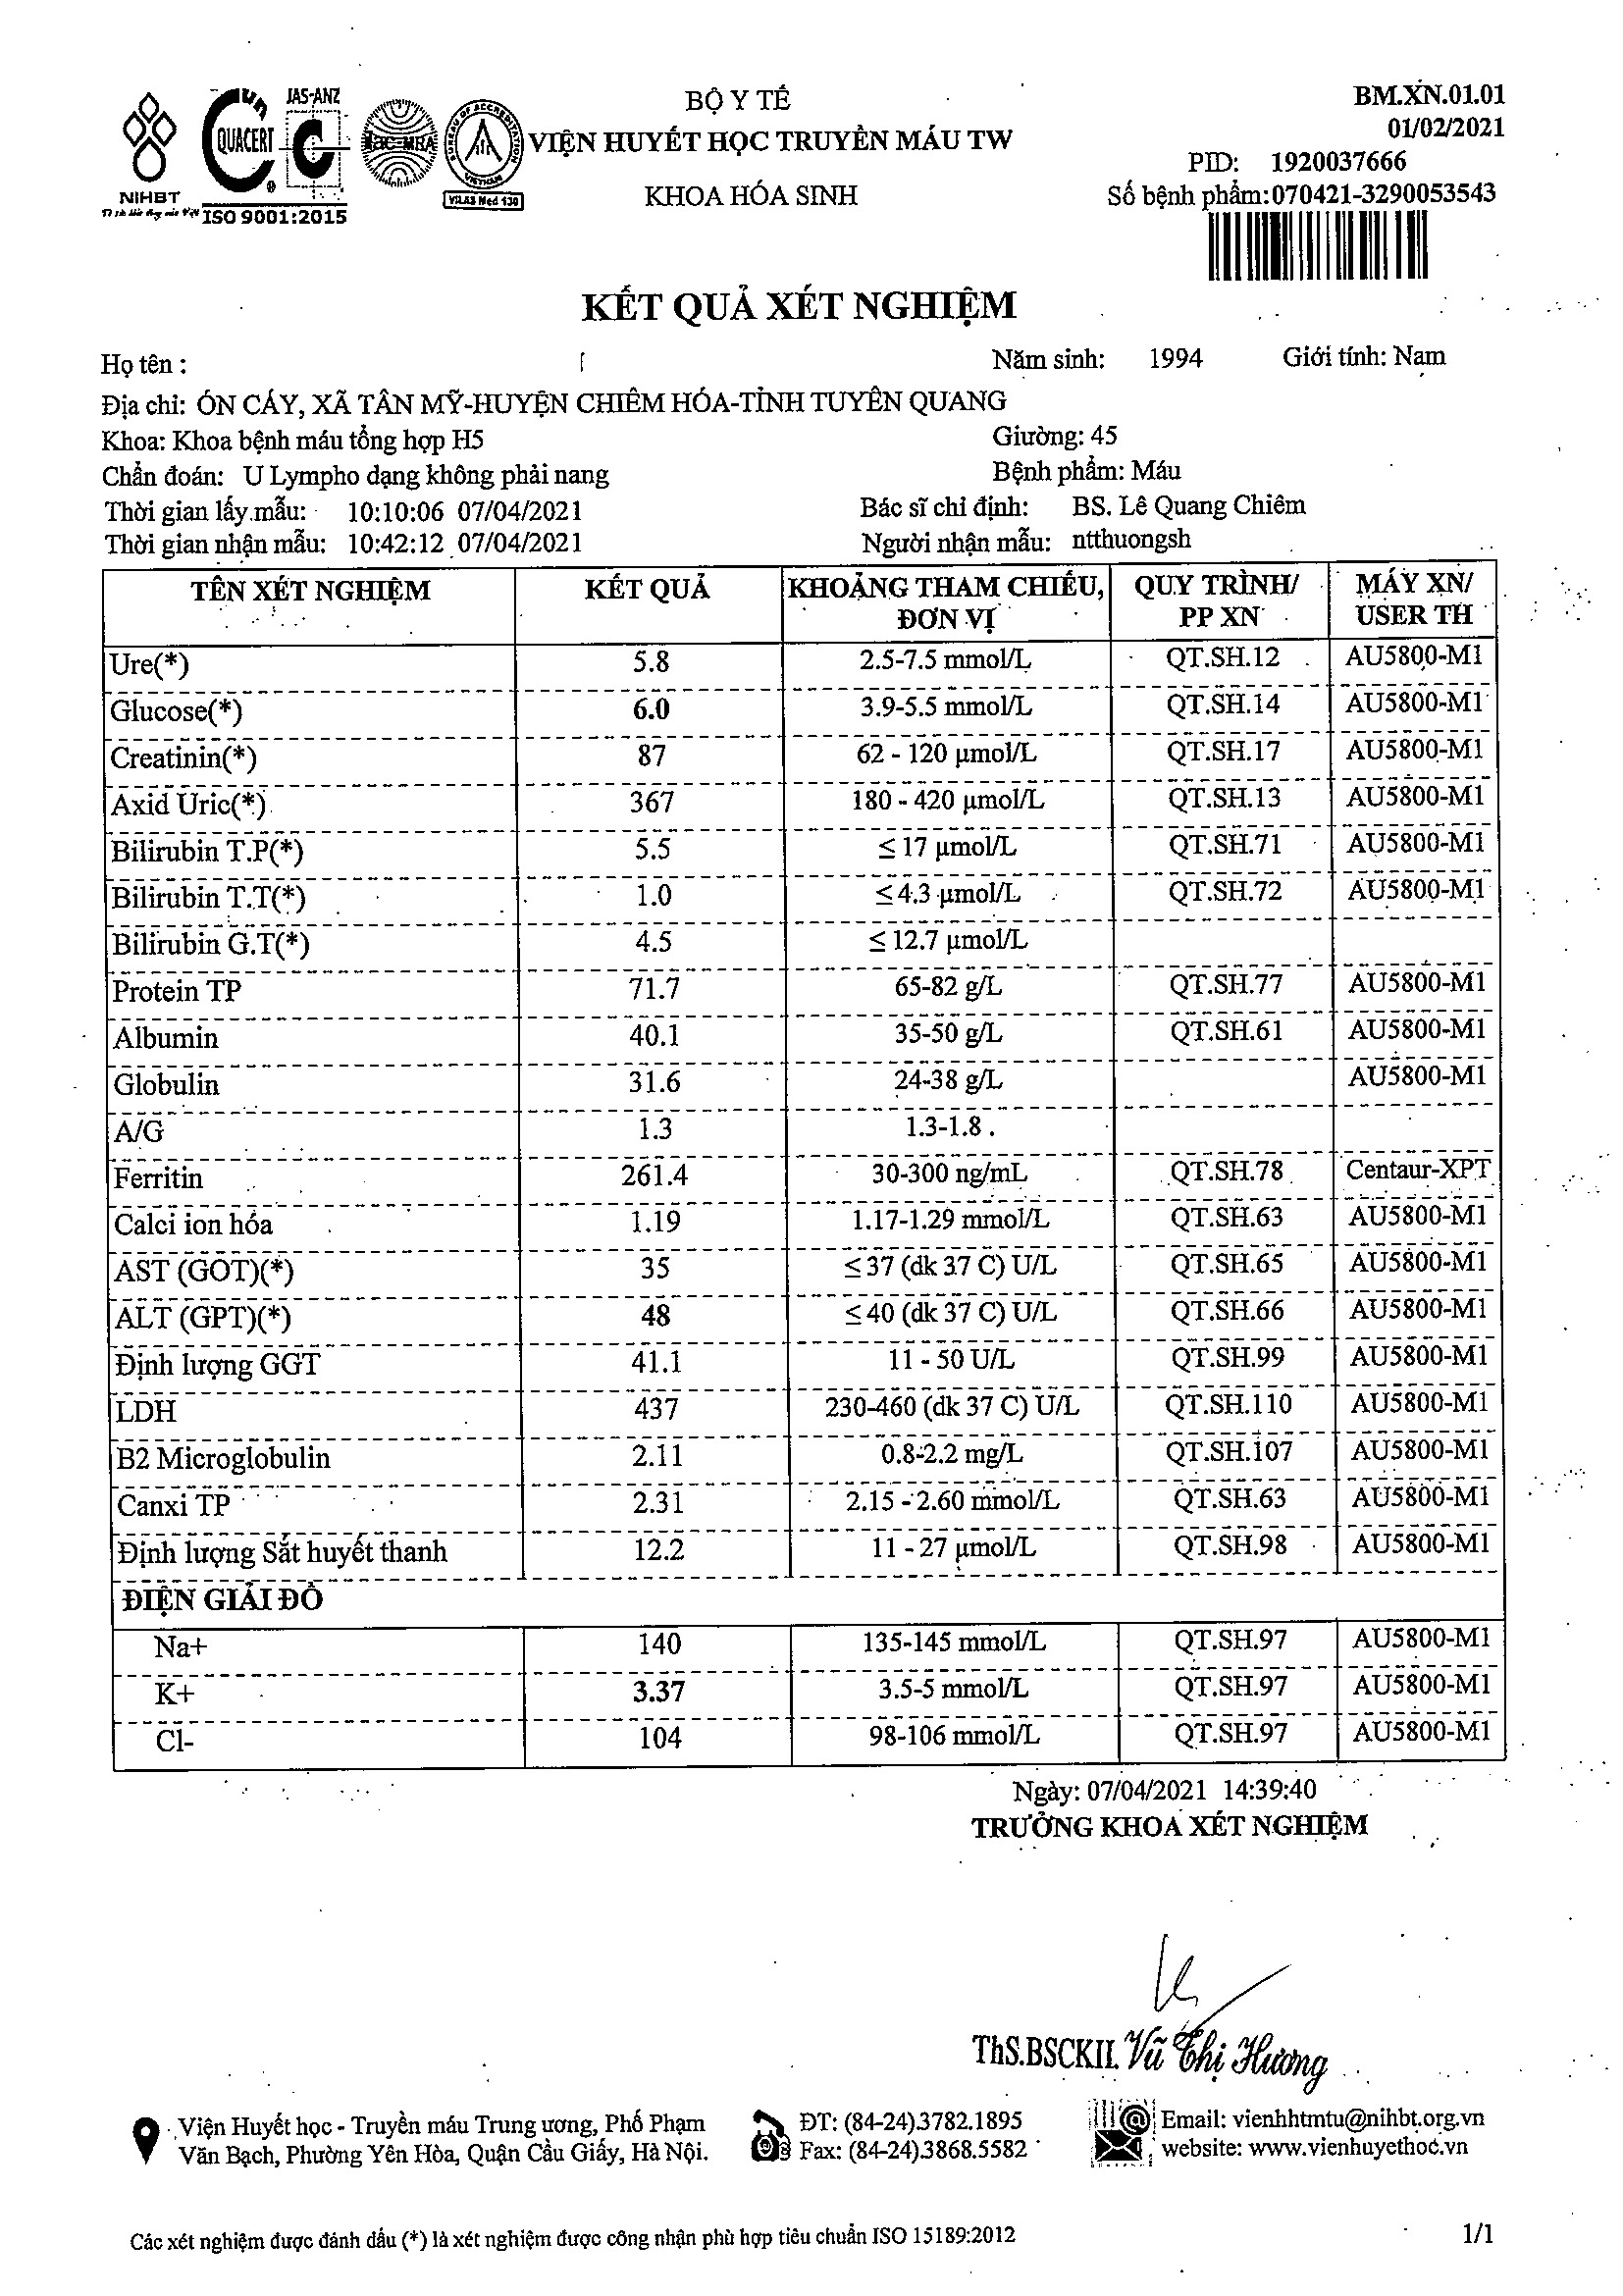 BỘ Y TẾ
VIỆN HUYẾT HỌC TRUYỀN MÁU TW
KHOA HÓA SINH
BM.XN.01.01
01/02/2021
PID: 1920037666
Số bệnh phẩm:070421-3290053543
NIHBT
QUACERT
JAS-ANZ
ISO 9001:2015
ilac-MRA
BUREAU OF ACCREDITATION
VIETNAM
VILAS Med 130
KẾT QUẢ XÉT NGHIỆM
Họ tên :
Năm sinh: 1994 Giới tính: Nam
Địa chỉ: ÓN CÁY, XÃ TÂN MỸ-HUYỆN CHIÊM HÓA-TỈNH TUYÊN QUANG
Khoa: Khoa bệnh máu tổng hợp H5 Giường: 45
Chẩn đoán: U Lympho dạng không phải nang Bệnh phẩm: Máu
Thời gian lấy mẫu: 10:10:06 07/04/2021 Bác sĩ chỉ định: BS. Lê Quang Chiêm
Thời gian nhận mẫu: 10:42:12 07/04/2021 Người nhận mẫu: ntthuongsh
TÊN XÉT NGHIỆM KẾT QUẢ KHOẢNG THAM CHIẾU, ĐƠN VỊ QUY TRÌNH/ PP XN MÁY XN/ USER TH
Ure(*) 5.8 2.5-7.5 mmol/L QT.SH.12 AU5800-M1
Glucose(*) 6.0 3.9-5.5 mmol/L QT.SH.14 AU5800-M1
Creatinin(*) 87 62 - 120 µmol/L QT.SH.17 AU5800-M1
Axid Uric(*) 367 180 - 420 µmol/L QT.SH.13 AU5800-M1
Bilirubin T.P(*) 5.5 ≤ 17 µmol/L QT.SH.71 AU5800-M1
Bilirubin T.T(*) 1.0 ≤ 4.3 µmol/L QT.SH.72 AU5800-M1
Bilirubin G.T(*) 4.5 ≤ 12.7 µmol/L
Protein TP 71.7 65-82 g/L QT.SH.77 AU5800-M1
Albumin 40.1 35-50 g/L QT.SH.61 AU5800-M1
Globulin 31.6 24-38 g/L AU5800-M1
A/G 1.3 1.3-1.8
Ferritin 261.4 30-300 ng/mL QT.SH.78 Centaur-XPT
Calci ion hóa 1.19 1.17-1.29 mmol/L QT.SH.63 AU5800-M1
AST (GOT)(*) 35 ≤ 37 (dk 37 C) U/L QT.SH.65 AU5800-M1
ALT (GPT)(*) 48 ≤ 40 (dk 37 C) U/L QT.SH.66 AU5800-M1
Định lượng GGT 41.1 11 - 50 U/L QT.SH.99 AU5800-M1
LDH 437 230-460 (dk 37 C) U/L QT.SH.110 AU5800-M1
B2 Microglobulin 2.11 0.8-2.2 mg/L QT.SH.107 AU5800-M1
Canxi TP 2.31 2.15 - 2.60 mmol/L QT.SH.63 AU5800-M1
Định lượng Sắt huyết thanh 12.2 11 - 27 µmol/L QT.SH.98 AU5800-M1
ĐIỆN GIẢI ĐỒ
Na+ 140 135-145 mmol/L QT.SH.97 AU5800-M1
K+ 3.37 3.5-5 mmol/L QT.SH.97 AU5800-M1
Cl- 104 98-106 mmol/L QT.SH.97 AU5800-M1
Ngày: 07/04/2021 14:39:40
TRƯỞNG KHOA XÉT NGHIỆM
ThS.BSCKII. Vũ Thị Hương
Viện Huyết học - Truyền máu Trung ương, Phố Phạm
Văn Bạch, Phường Yên Hòa, Quận Cầu Giấy, Hà Nội.
ĐT: (84-24).3782.1895
Fax: (84-24).3868.5582
Email: vienhhtmtu@nihbt.org.vn
website: www.vienhuyethoc.vn
Các xét nghiệm được đánh dấu (*) là xét nghiệm được công nhận phù hợp tiêu chuẩn ISO 15189:2012
1/1